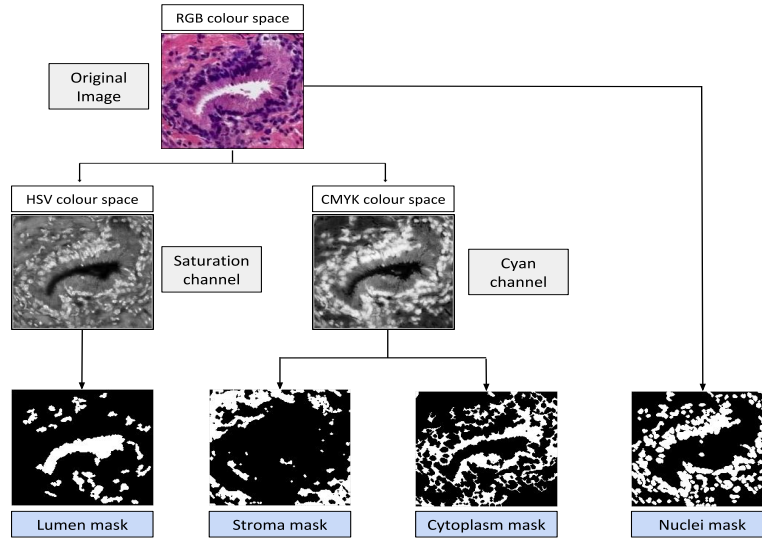 RGB colour space
Original
Image
HSV colour space
CMYK colour space
Saturation
channel
Cyan
channel
Lumen mask
Stroma mask
Cytoplasm mask
Nuclei mask